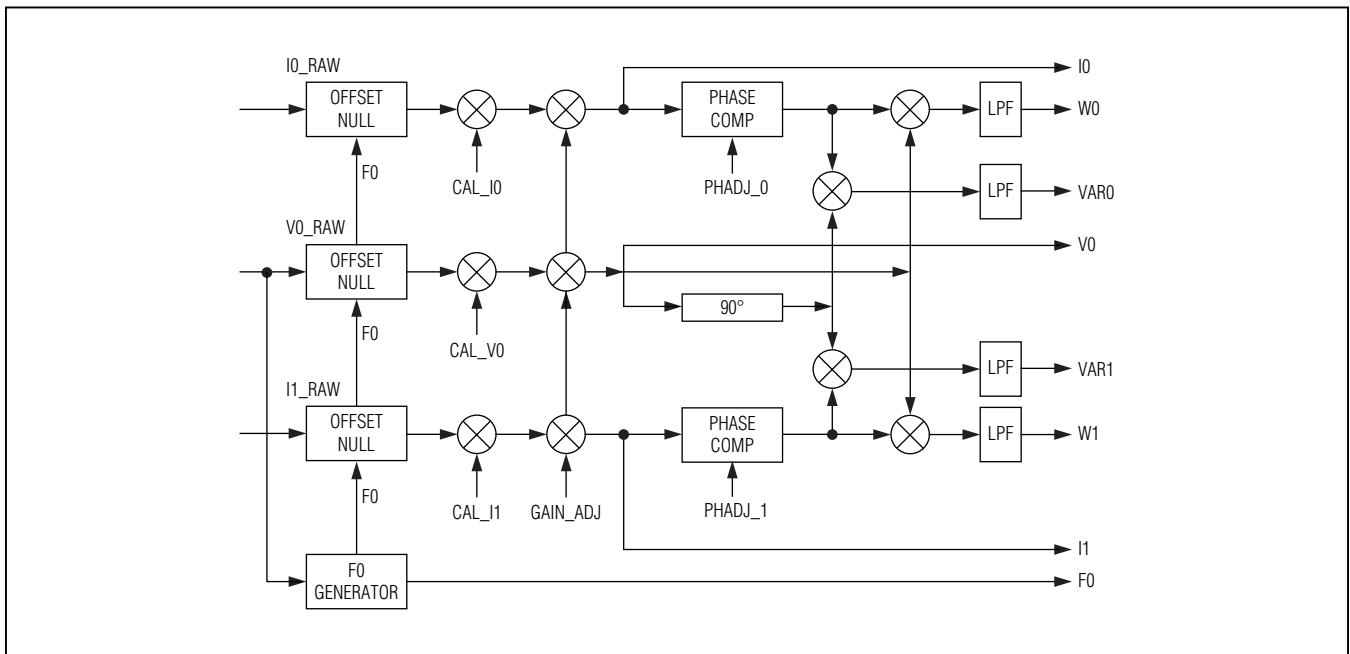 I0_RAW
OFFSET
NULL
CAL_I0
PHASE
COMP
PHADJ_0
LPF
I0
W0
F0
LPF
VAR0
V0_RAW
OFFSET
NULL
CAL_V0
90°
V0
F0
LPF
VAR1
I1_RAW
OFFSET
NULL
CAL_I1
GAIN_ADJ
PHASE
COMP
PHADJ_1
LPF
W1
F0
I1
F0
GENERATOR
F0